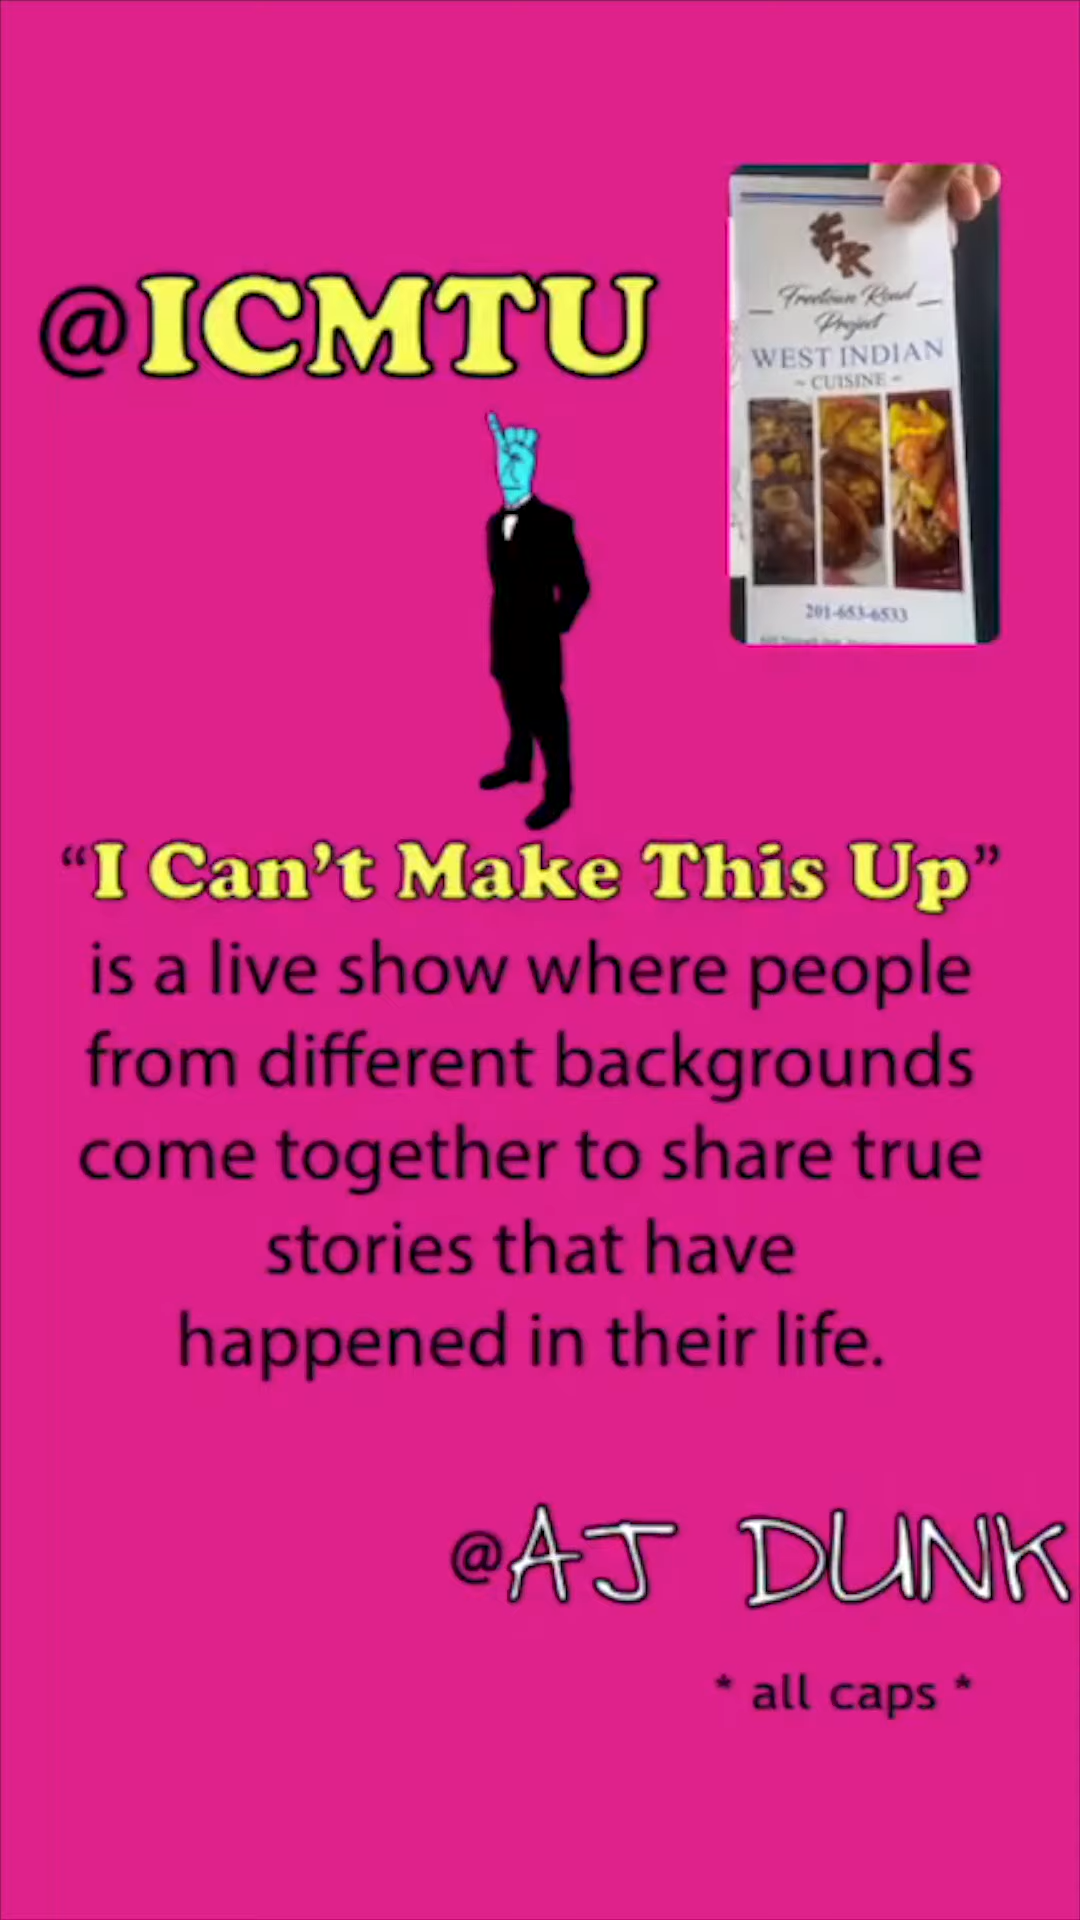 @ICMTU
FR
Freetown Road
Project
WEST INDIAN
~ CUISINE ~
201-653-6533
“I Can’t Make This Up”
is a live show where people
from different backgrounds
come together to share true
stories that have
happened in their life.
@AJ DUNK
* all caps *